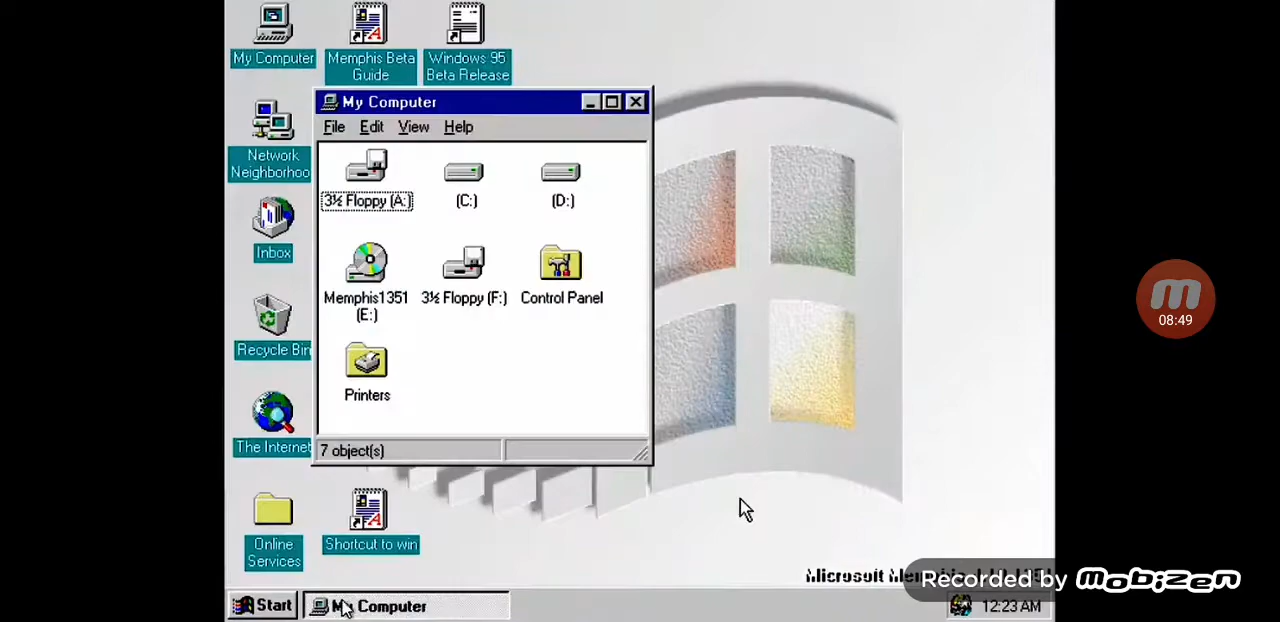 My Computer
Memphis Beta
Guide
Windows 95
Beta Release
My Computer
File Edit View Help
3½ Floppy (A:)
(C:)
(D:)
Network
Neighborhoo
Inbox
Memphis1351
(E:)
3½ Floppy (F:)
Control Panel
Recycle Bin
Printers
The Internet
7 object(s)
Online
Services
Shortcut to win
m
08:49
Microsoft
Recorded by mobizen
Start
My Computer
12:23 AM